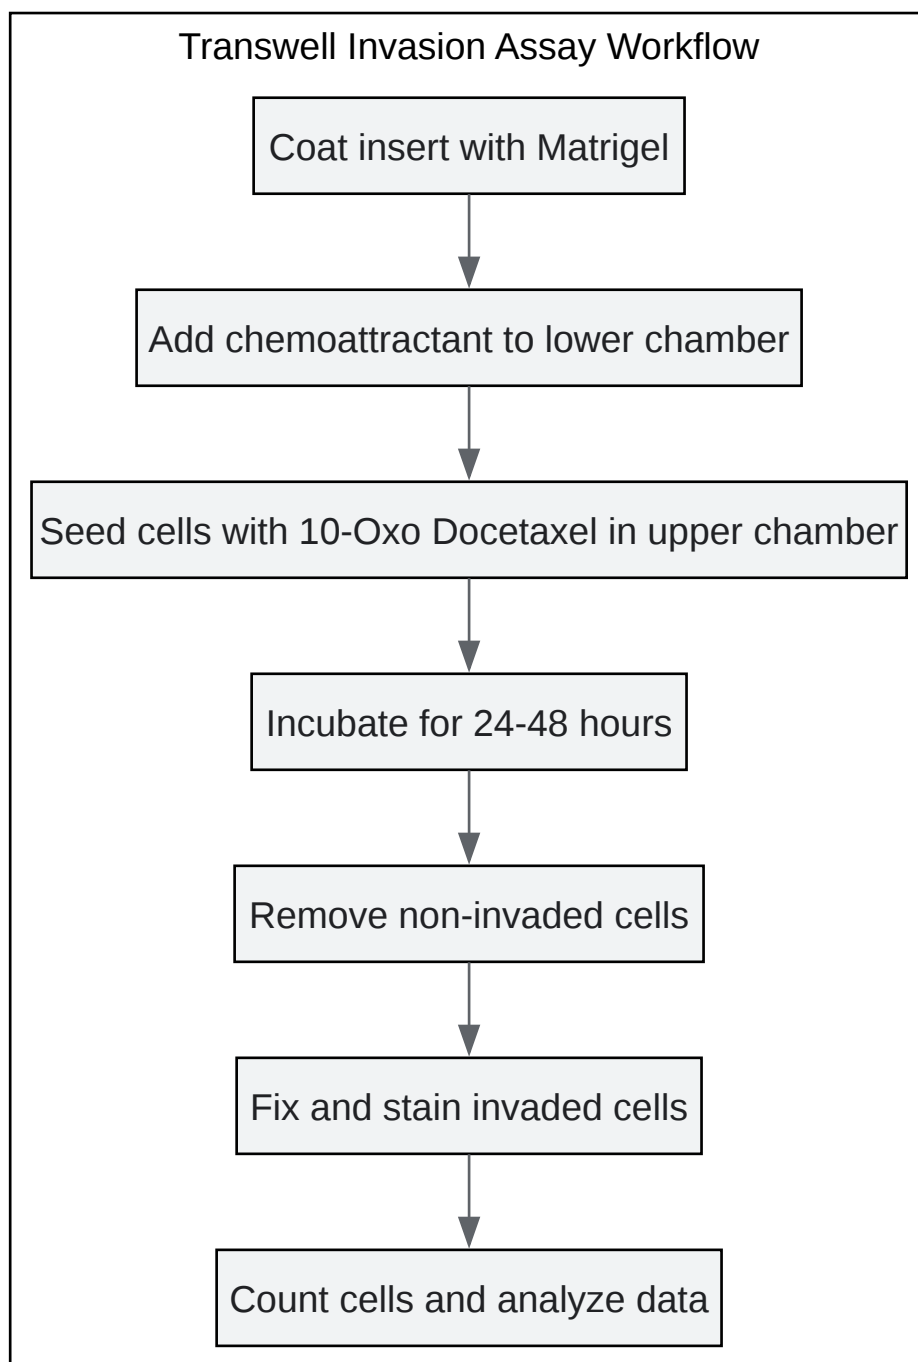 Transwell Invasion Assay Workflow
Coat insert with Matrigel
Add chemoattractant to lower chamber
Seed cells with 10-Oxo Docetaxel in upper chamber
Incubate for 24-48 hours
Remove non-invaded cells
Fix and stain invaded cells
Count cells and analyze data